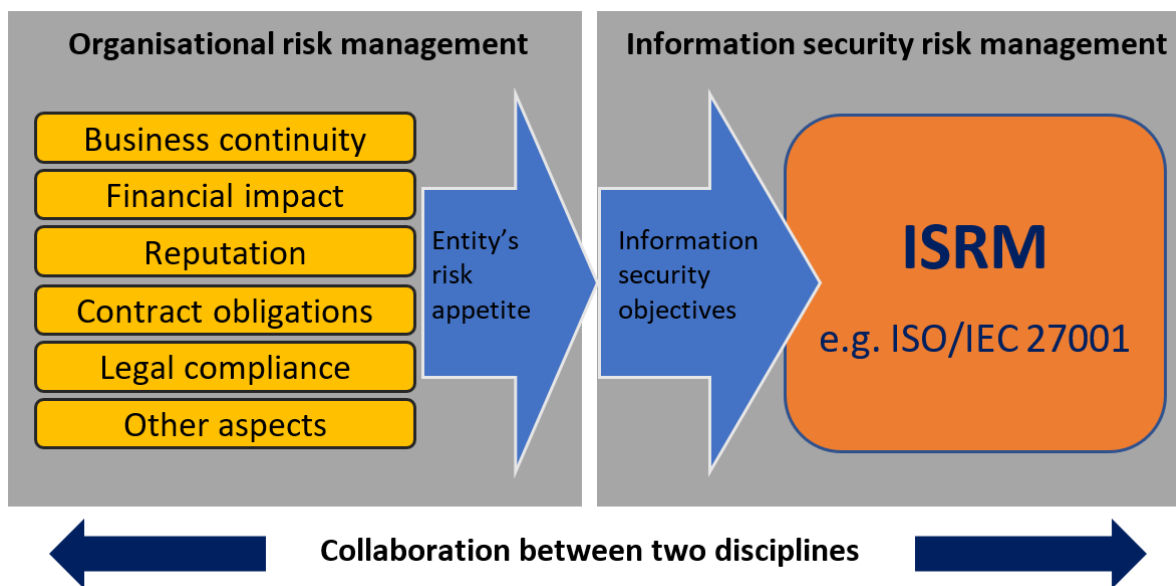 Organisational risk management
Business continuity
Financial impact
Reputation
Contract obligations
Legal compliance
Other aspects
Entity’s
risk
appetite
Information security risk management
Information
security
objectives
ISRM
e.g. ISO/IEC 27001
Collaboration between two disciplines